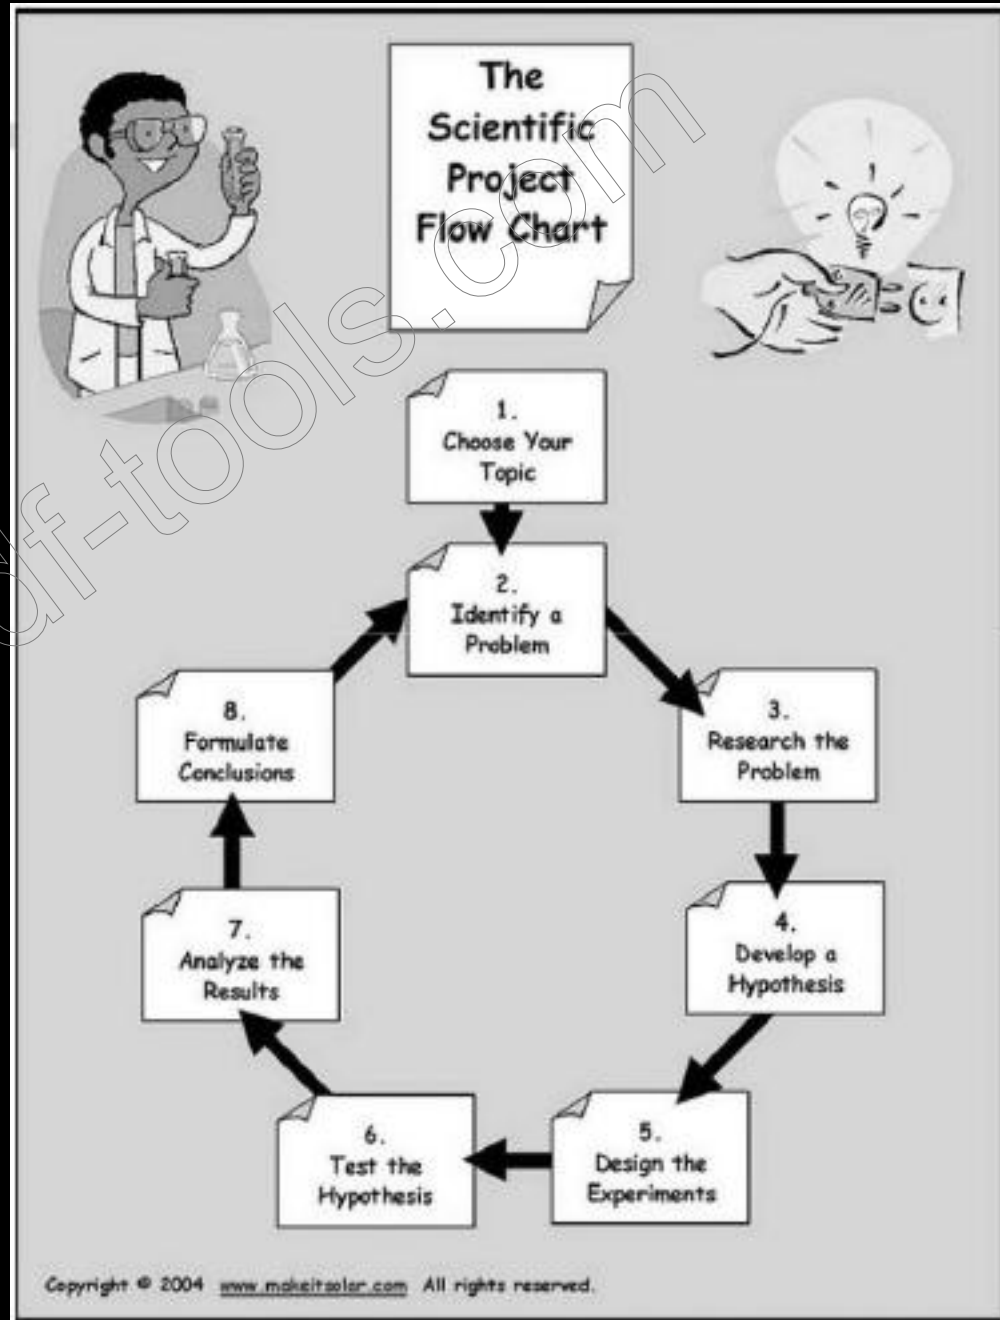 The
Scientific
Project
Flow Chart
1.
Choose Your
Topic
2.
Identify a
Problem
3.
Research the
Problem
8.
Formulate
Conclusions
4.
Develop a
Hypothesis
7.
Analyze the
Results
5.
Design the
Experiments
6.
Test the
Hypothesis
Copyright © 2004 www.makeitsolar.com All rights reserved.
df-tools.com